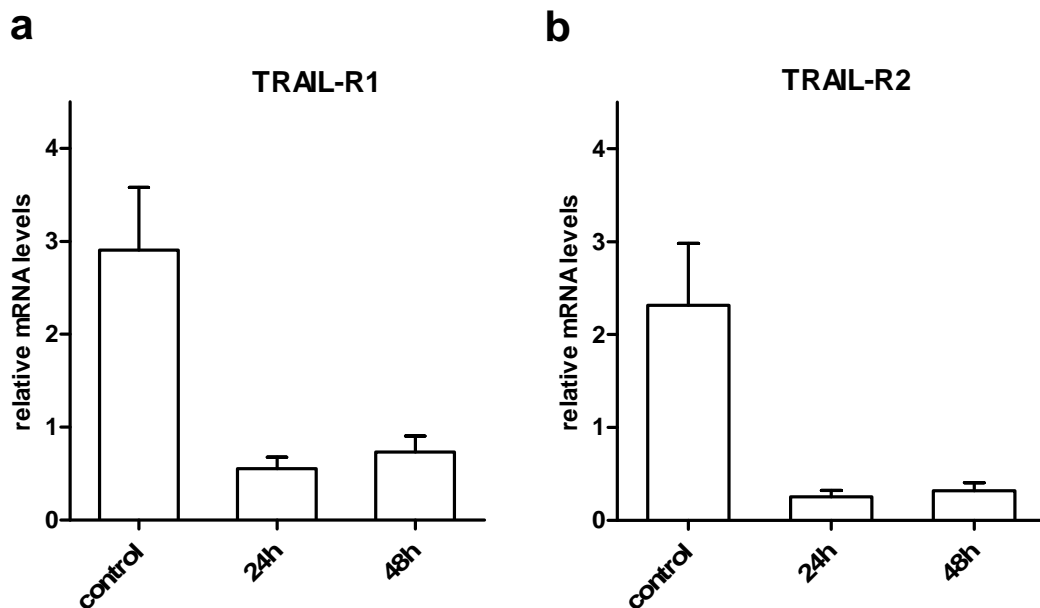 a
TRAIL-R1
relative mRNA levels
4
3
2
1
0
control
24h
48h
b
TRAIL-R2
relative mRNA levels
4
3
2
1
0
control
24h
48h